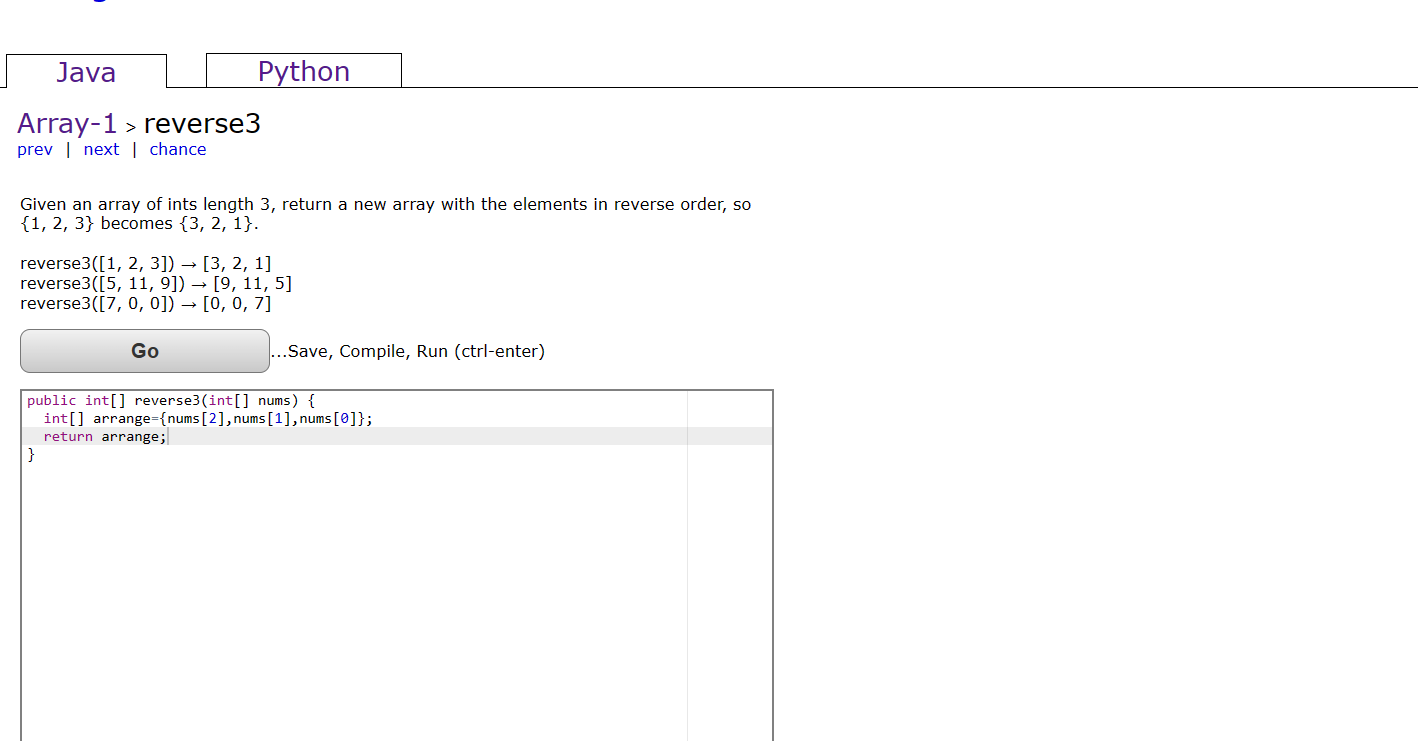 Java
Python
Array-1 > reverse3
prev | next | chance
Given an array of ints length 3, return a new array with the elements in reverse order, so
{1, 2, 3} becomes {3, 2, 1}.
reverse3([1, 2, 3]) → [3, 2, 1]
reverse3([5, 11, 9]) → [9, 11, 5]
reverse3([7, 0, 0]) → [0, 0, 7]
Go ...Save, Compile, Run (ctrl-enter)
public int[] reverse3(int[] nums) {
  int[] arrange={nums[2],nums[1],nums[0]};
  return arrange;
}